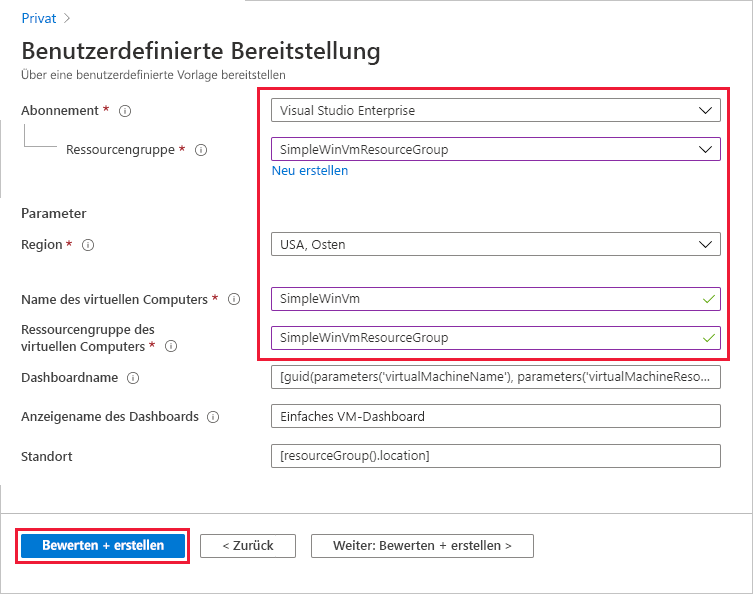 Privat >
Benutzerdefinierte Bereitstellung
Über eine benutzerdefinierte Vorlage bereitstellen
Abonnement *
Visual Studio Enterprise
Ressourcengruppe *
SimpleWinVmResourceGroup
Neu erstellen
Parameter
Region *
USA, Osten
Name des virtuellen Computers *
SimpleWinVm
Ressourcengruppe des
virtuellen Computers *
SimpleWinVmResourceGroup
Dashboardname
[guid(parameters('virtualMachineName'), parameters('virtualMachineReso...
Anzeigename des Dashboards
Einfaches VM-Dashboard
Standort
[resourceGroup().location]
Bewerten + erstellen
< Zurück
Weiter: Bewerten + erstellen >